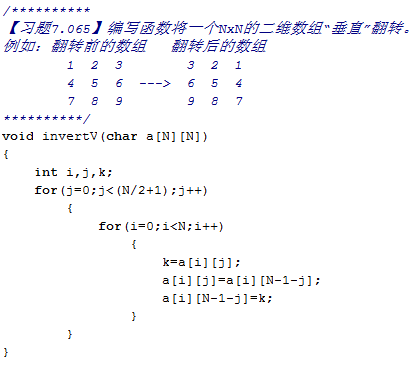 /**********
【习题7.065】编写函数将一个NxN的二维数组“垂直”翻转。
例如：翻转前的数组 翻转后的数组
1 2 3 3 2 1
4 5 6 ---> 6 5 4
7 8 9 9 8 7
**********/
void invertV(char a[N][N])
{
int i,j,k;
for(j=0;j<(N/2+1);j++)
{
for(i=0;i<N;i++)
{
k=a[i][j];
a[i][j]=a[i][N-1-j];
a[i][N-1-j]=k;
}
}
}